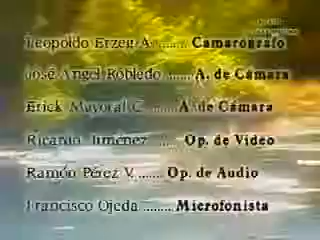 Leopoldo Erzeg A. ........ Camarógrafo
José Angel Robledo ...... A. de Cámara
Erick Mayoral C. ........ A. de Cámara
Ricardo Jiménez ........ Op. de Video
Ramón Pérez V. ....... Op. de Audio
Francisco Ojeda ......... Microfonista